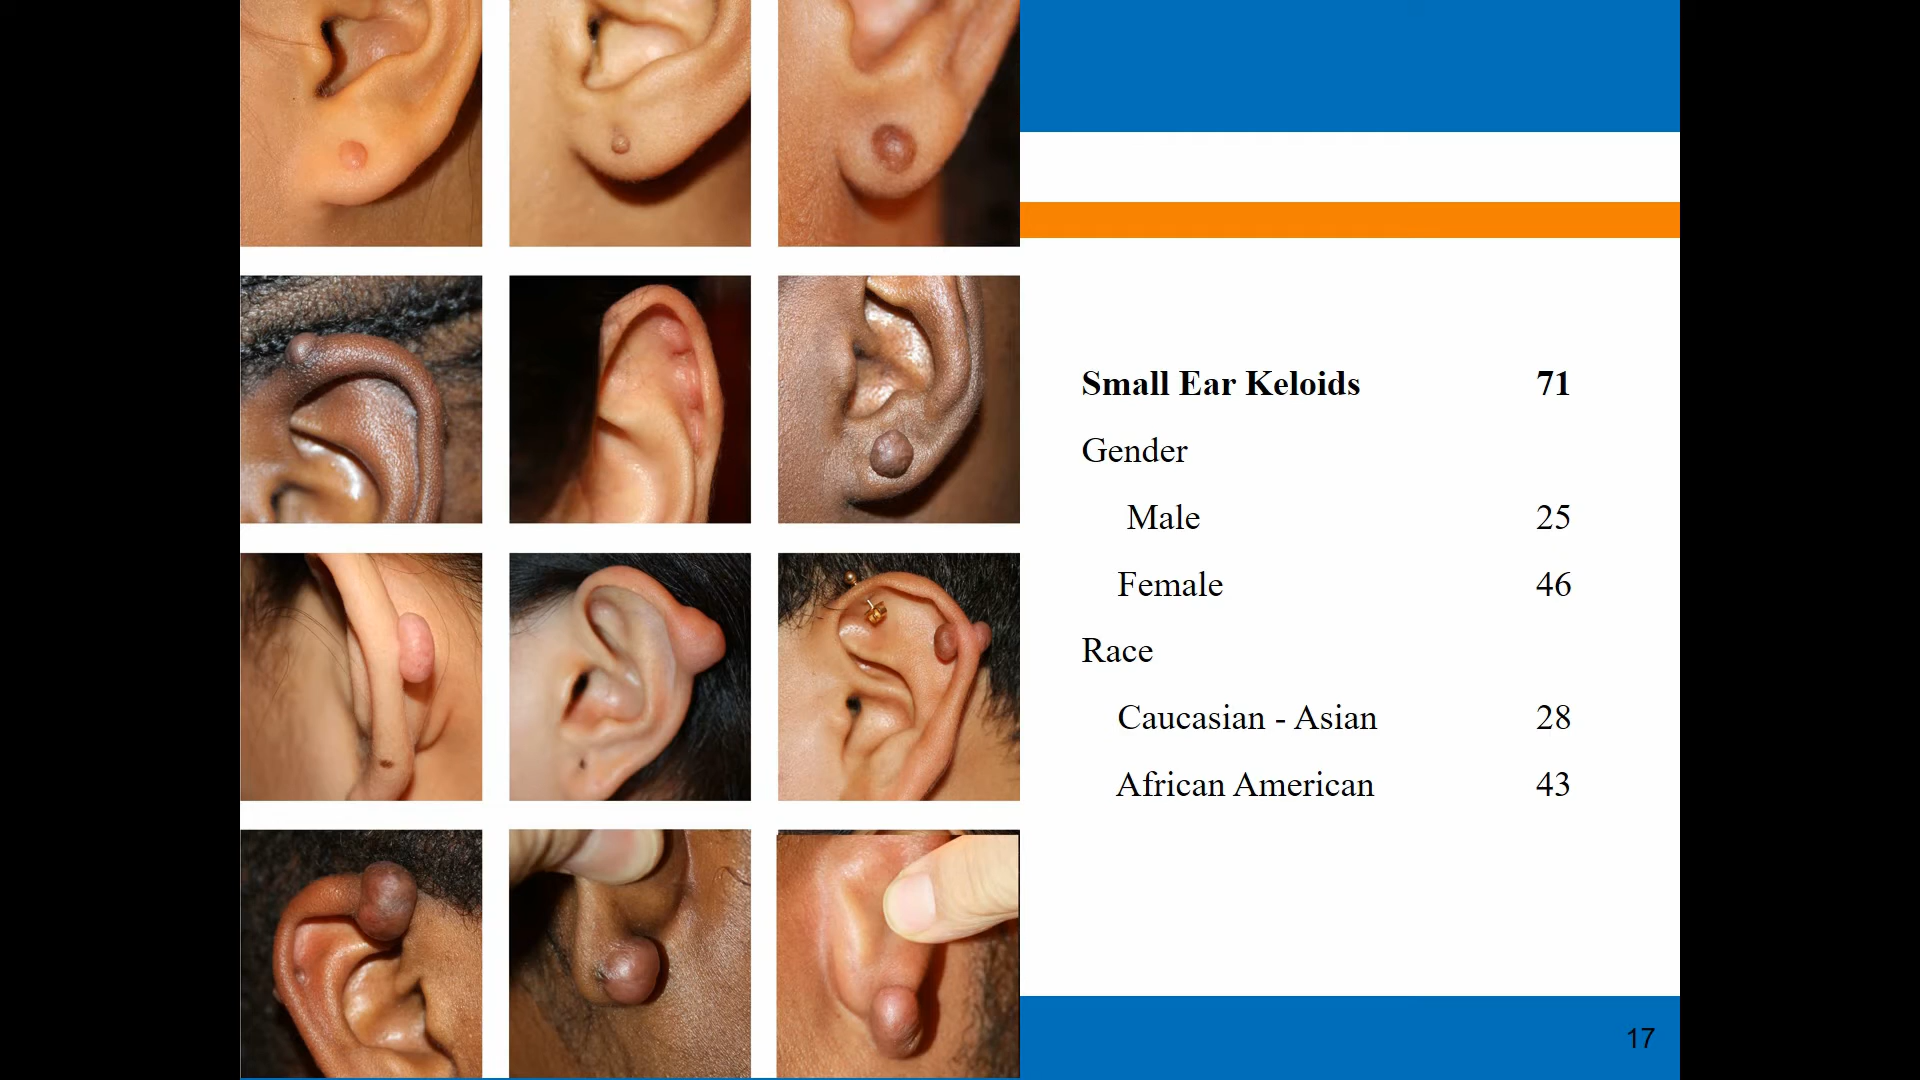 Small Ear Keloids 71
Gender
Male 25
Female 46
Race
Caucasian - Asian 28
African American 43
17